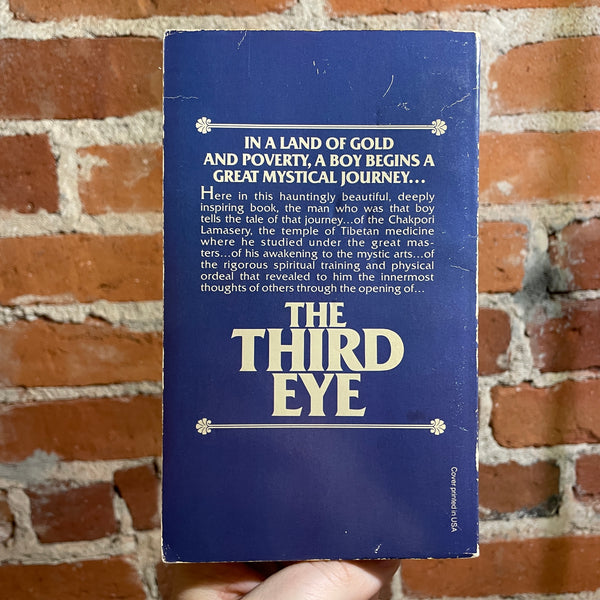 IN A LAND OF GOLD
AND POVERTY, A BOY BEGINS A
GREAT MYSTICAL JOURNEY...
Here in this hauntingly beautiful, deeply
inspiring book, the man who was that boy
tells the tale of that journey...of the Chakpori
Lamasery, the temple of Tibetan medicine
where he studied under the great mas-
ters...of his awakening to the mystic arts...of
the rigorous spiritual training and physical
ordeal that revealed to him the innermost
thoughts of others through the opening of...
THE
THIRD
EYE
Cover printed in USA